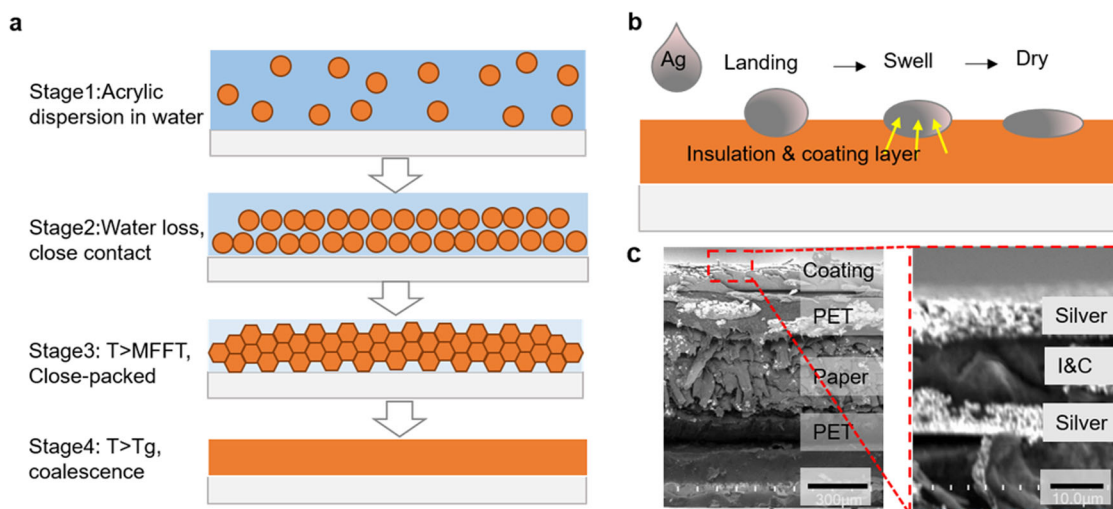 a
Stage1:Acrylic
dispersion in water
Stage2:Water loss,
close contact
Stage3: T>MFFT,
Close-packed
Stage4: T>Tg,
coalescence
b
Ag
Landing
Swell
Dry
Insulation & coating layer
c
Coating
PET
Paper
PET
300μm
Silver
I&C
Silver
10.0μm